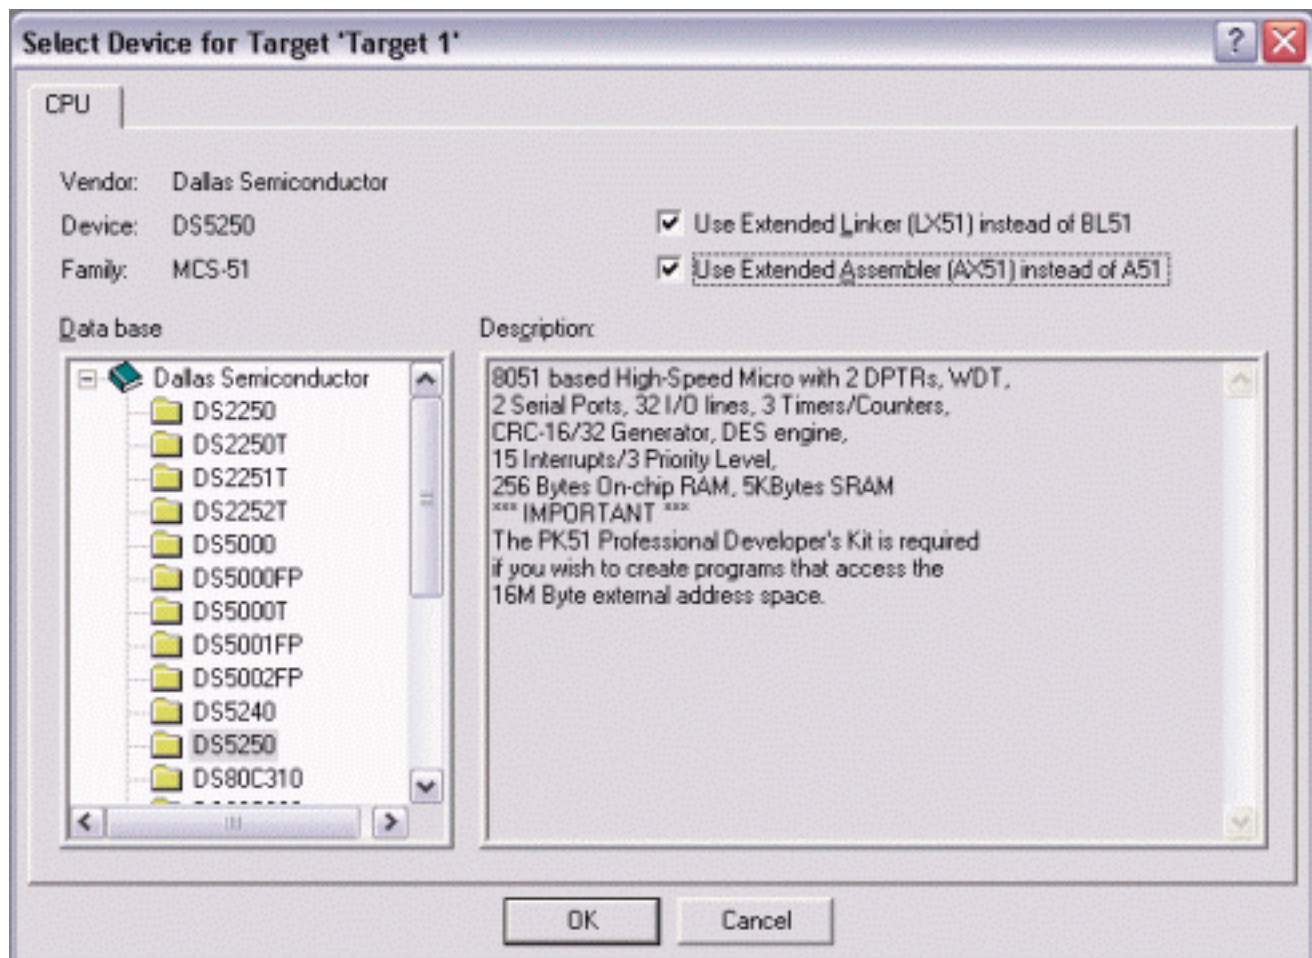 Select Device for Target 'Target 1'
CPU
Vendor: Dallas Semiconductor
Device: DS5250
Family: MCS-51
Use Extended Linker (LX51) instead of BL51
Use Extended Assembler (AX51) instead of A51
Data base
Dallas Semiconductor
DS2250
DS2250T
DS2251T
DS2252T
DS5000
DS5000FP
DS5000T
DS5001FP
DS5002FP
DS5240
DS5250
DS80C310
Description:
8051 based High-Speed Micro with 2 DPTRs, WDT,
2 Serial Ports, 32 I/O lines, 3 Timers/Counters,
CRC-16/32 Generator, DES engine,
15 Interrupts/3 Priority Level,
256 Bytes On-chip RAM, 5KBytes SRAM
*** IMPORTANT ***
The PK51 Professional Developer's Kit is required
if you wish to create programs that access the
16M Byte external address space.
OK
Cancel